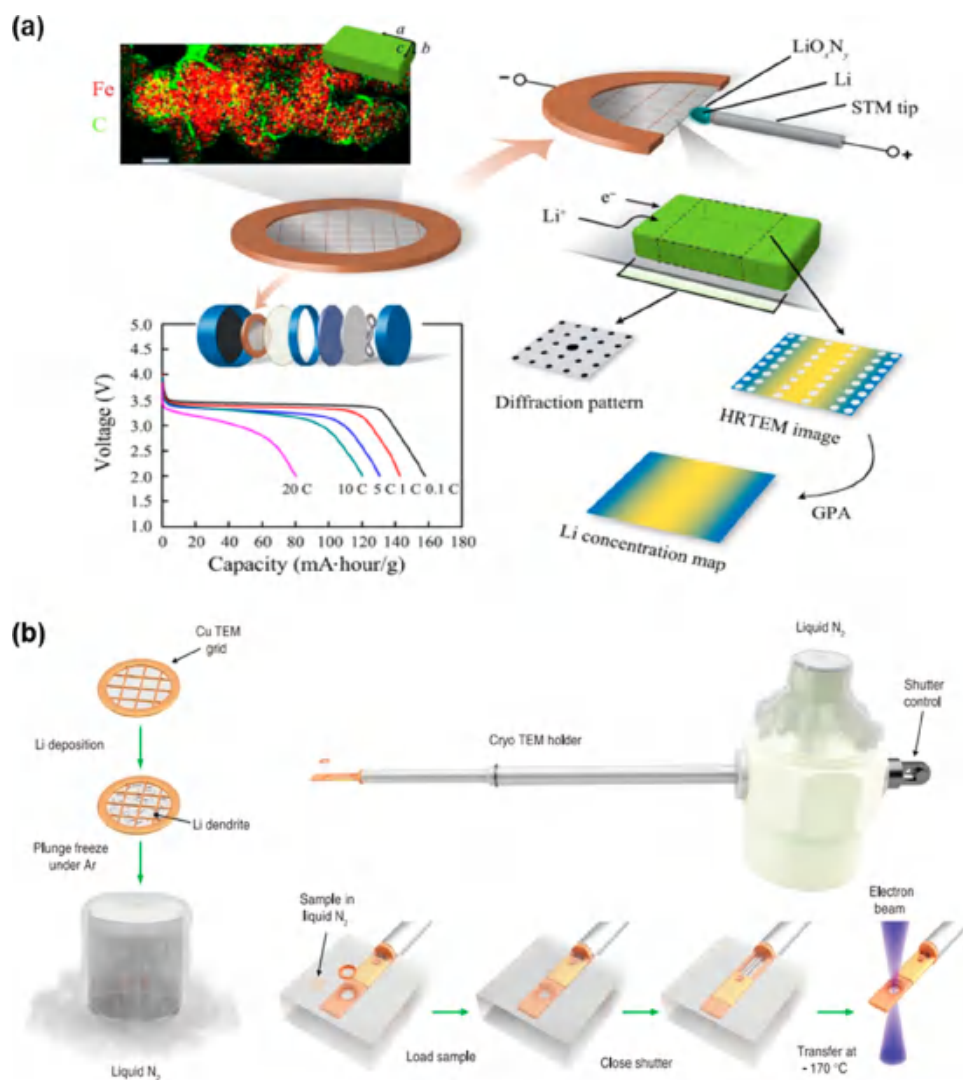 (a)
a
c
b
Fe
C
LiOₓNᵧ
Li
STM tip
−
+
e⁻
Li⁺
Diffraction pattern
HRTEM image
GPA
Li concentration map
5.0
4.5
4.0
3.5
3.0
2.5
2.0
1.5
1.0
Voltage (V)
20 C
10 C
5 C
1 C
0.1 C
0 20 40 60 80 100 120 140 160 180
Capacity (mA·hour/g)
(b)
Cu TEM
grid
Li deposition
Li dendrite
Plunge freeze
under Ar
Liquid N₂
Liquid N₂
Shutter
control
Cryo TEM holder
Sample in
liquid N₂
Load sample
Close shutter
Electron
beam
Transfer at
- 170 °C